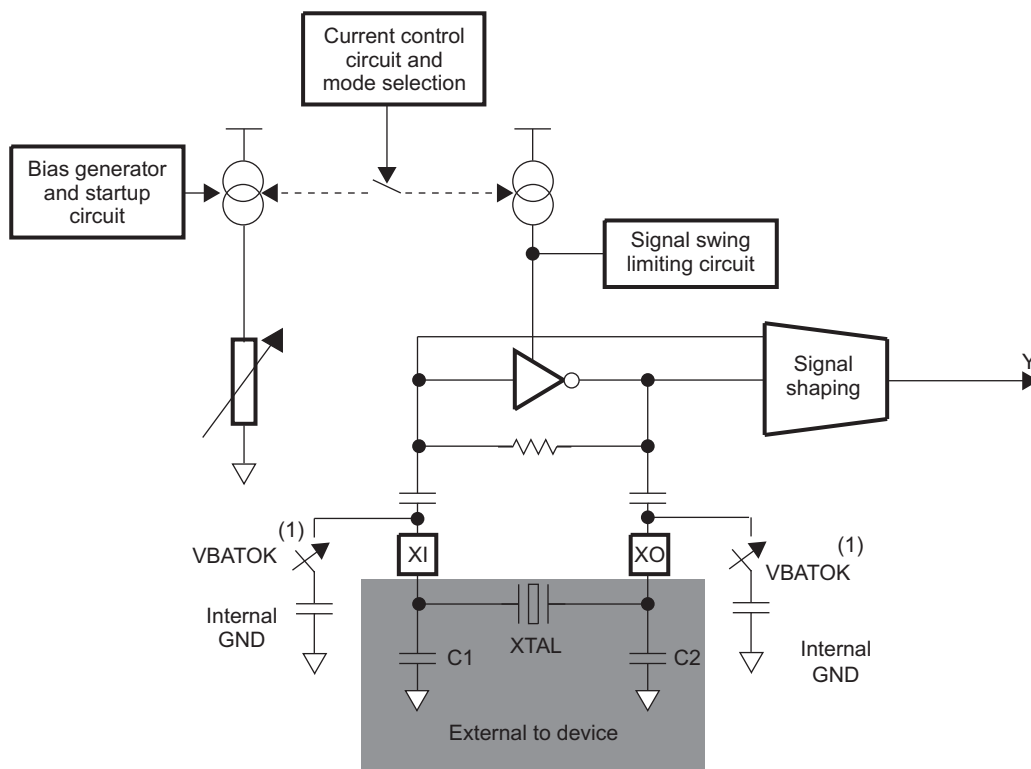 Current control
circuit and
mode selection
Bias generator
and startup
circuit
Signal swing
limiting circuit
Signal
shaping
Y
(1)
VBATOK
XI
XO
(1)
VBATOK
Internal
GND
XTAL
C1
C2
Internal
GND
External to device